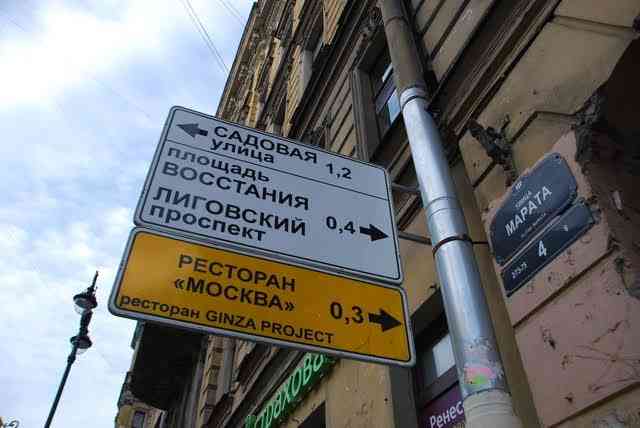 САДОВАЯ
улица 1,2
площадь
ВОССТАНИЯ
ЛИГОВСКИЙ 0,4
проспект
РЕСТОРАН
«МОСКВА» 0,3
ресторан GINZA PROJECT
УЛИЦА
МАРАТА
4